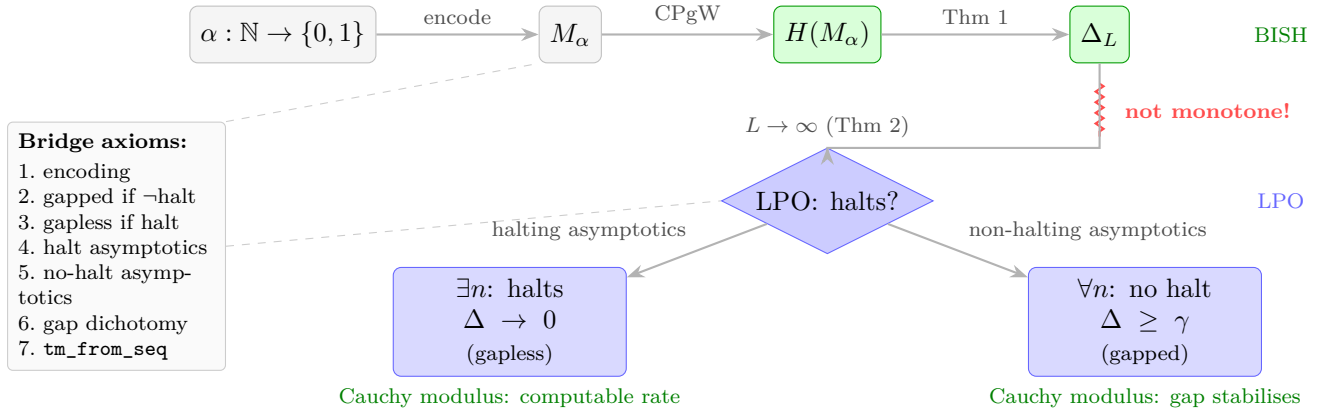 α : ℕ → {0, 1}
encode
M_α
CPgW
H(M_α)
Thm 1
Δ_L
BISH
not monotone!
L → ∞ (Thm 2)
Bridge axioms:
1. encoding
2. gapped if ¬halt
3. gapless if halt
4. halt asymptotics
5. no-halt asymp-
totics
6. gap dichotomy
7. tm_from_seq
LPO: halts?
LPO
halting asymptotics
non-halting asymptotics
∃n: halts
Δ → 0
(gapless)
∀n: no halt
Δ ≥ γ
(gapped)
Cauchy modulus: computable rate
Cauchy modulus: gap stabilises